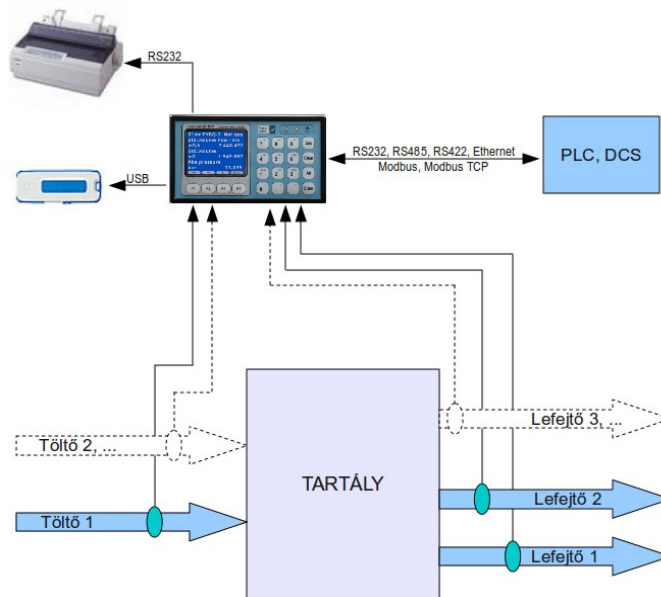 RS232
RS232, RS485, RS422, Ethernet
Modbus, Modbus TCP
PLC, DCS
USB
Töltő 2, ...
Töltő 1
TARTÁLY
Lefejtő 3, ...
Lefejtő 2
Lefejtő 1